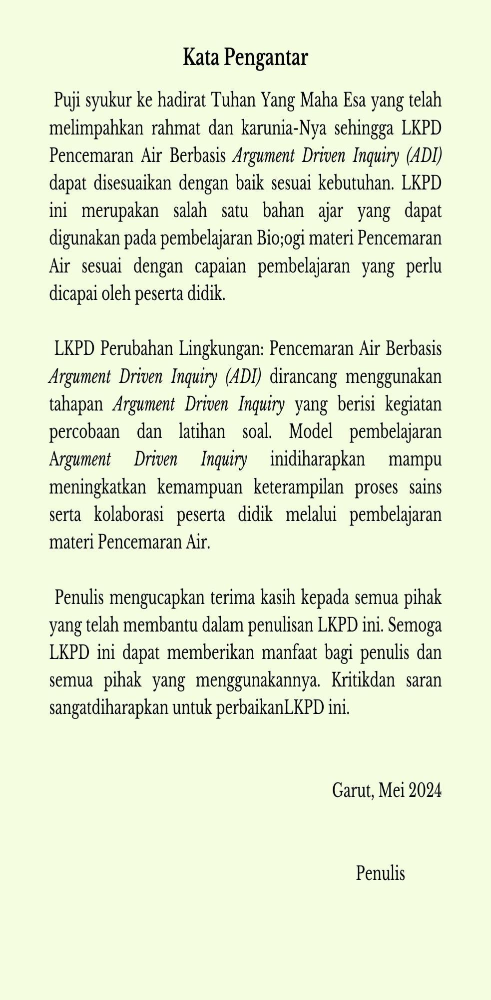 Kata Pengantar
Puji syukur ke hadirat Tuhan Yang Maha Esa yang telah
melimpahkan rahmat dan karunia-Nya sehingga LKPD
Pencemaran Air Berbasis Argument Driven Inquiry (ADI)
dapat disesuaikan dengan baik sesuai kebutuhan. LKPD
ini merupakan salah satu bahan ajar yang dapat
digunakan pada pembelajaran Bio;ogi materi Pencemaran
Air sesuai dengan capaian pembelajaran yang perlu
dicapai oleh peserta didik.
LKPD Perubahan Lingkungan: Pencemaran Air Berbasis
Argument Driven Inquiry (ADI) dirancang menggunakan
tahapan Argument Driven Inquiry yang berisi kegiatan
percobaan dan latihan soal. Model pembelajaran
Argument Driven Inquiry inidiharapkan mampu
meningkatkan kemampuan keterampilan proses sains
serta kolaborasi peserta didik melalui pembelajaran
materi Pencemaran Air.
Penulis mengucapkan terima kasih kepada semua pihak
yang telah membantu dalam penulisan LKPD ini. Semoga
LKPD ini dapat memberikan manfaat bagi penulis dan
semua pihak yang menggunakannya. Kritikdan saran
sangatdiharapkan untuk perbaikanLKPD ini.
Garut, Mei 2024
Penulis